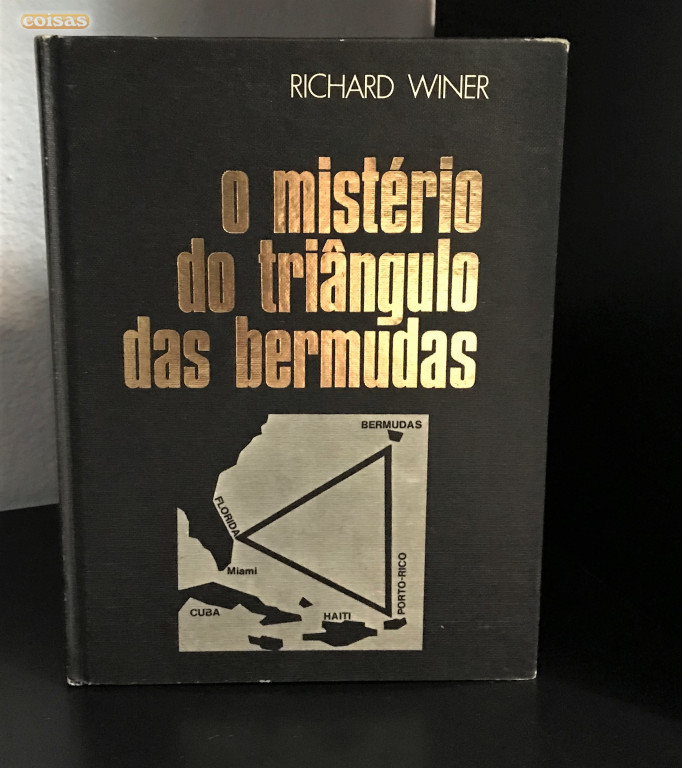 coisas
RICHARD WINER
o mistério
do triângulo
das bermudas
BERMUDAS
FLORIDA
Miami
CUBA
HAITI
PORTO-RICO